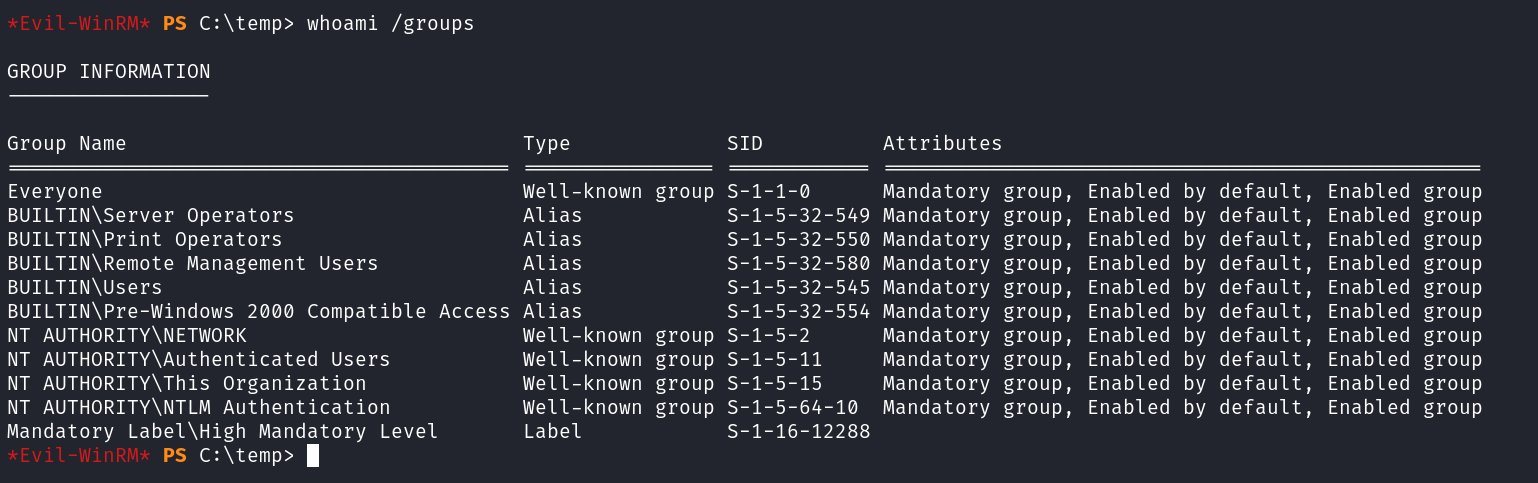 *Evil-WinRM* PS C:\temp> whoami /groups
GROUP INFORMATION
-----------------
Group Name                                 Type             SID          Attributes
========================================== ================ ============ ==================================================
Everyone                                   Well-known group S-1-1-0      Mandatory group, Enabled by default, Enabled group
BUILTIN\Server Operators                   Alias            S-1-5-32-549 Mandatory group, Enabled by default, Enabled group
BUILTIN\Print Operators                    Alias            S-1-5-32-550 Mandatory group, Enabled by default, Enabled group
BUILTIN\Remote Management Users            Alias            S-1-5-32-580 Mandatory group, Enabled by default, Enabled group
BUILTIN\Users                              Alias            S-1-5-32-545 Mandatory group, Enabled by default, Enabled group
BUILTIN\Pre-Windows 2000 Compatible Access Alias            S-1-5-32-554 Mandatory group, Enabled by default, Enabled group
NT AUTHORITY\NETWORK                       Well-known group S-1-5-2      Mandatory group, Enabled by default, Enabled group
NT AUTHORITY\Authenticated Users           Well-known group S-1-5-11     Mandatory group, Enabled by default, Enabled group
NT AUTHORITY\This Organization             Well-known group S-1-5-15     Mandatory group, Enabled by default, Enabled group
NT AUTHORITY\NTLM Authentication           Well-known group S-1-5-64-10  Mandatory group, Enabled by default, Enabled group
Mandatory Label\High Mandatory Level       Label            S-1-16-12288
*Evil-WinRM* PS C:\temp>